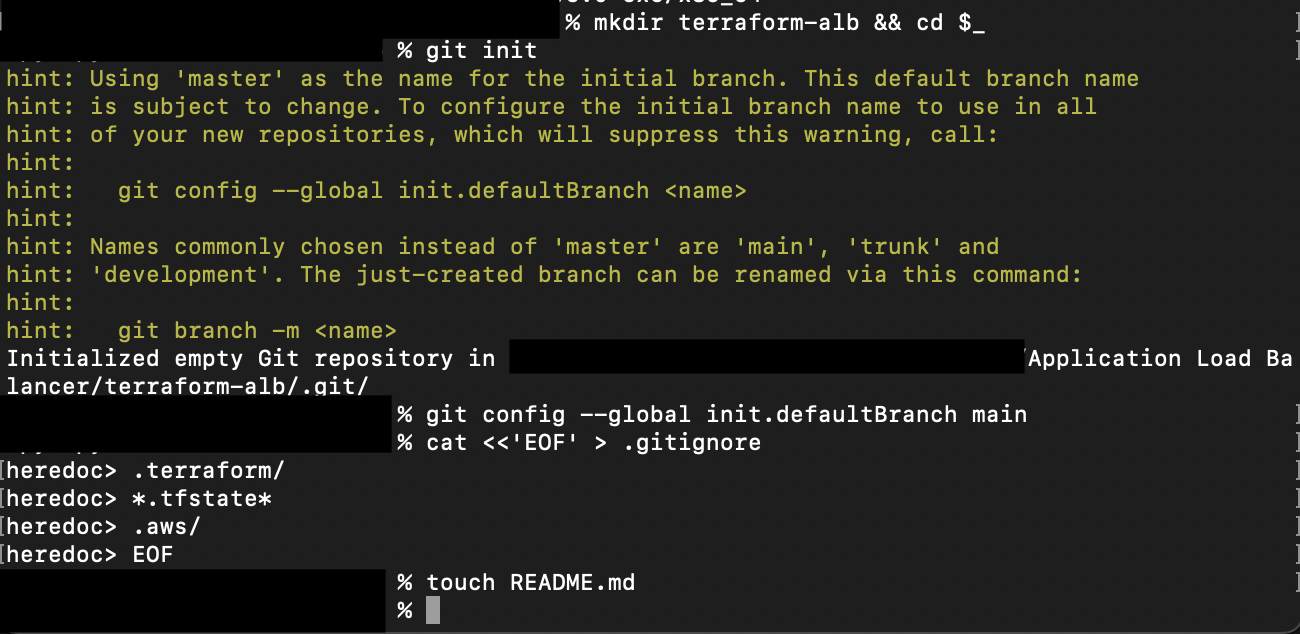 % mkdir terraform-alb && cd $_
% git init
hint: Using 'master' as the name for the initial branch. This default branch name
hint: is subject to change. To configure the initial branch name to use in all
hint: of your new repositories, which will suppress this warning, call:
hint:
hint:   git config --global init.defaultBranch <name>
hint:
hint: Names commonly chosen instead of 'master' are 'main', 'trunk' and
hint: 'development'. The just-created branch can be renamed via this command:
hint:
hint:   git branch -m <name>
Initialized empty Git repository in /Application Load Ba
lancer/terraform-alb/.git/
% git config --global init.defaultBranch main
% cat <<'EOF' > .gitignore
[heredoc> .terraform/
[heredoc> *.tfstate*
[heredoc> .aws/
[heredoc> EOF
% touch README.md
%